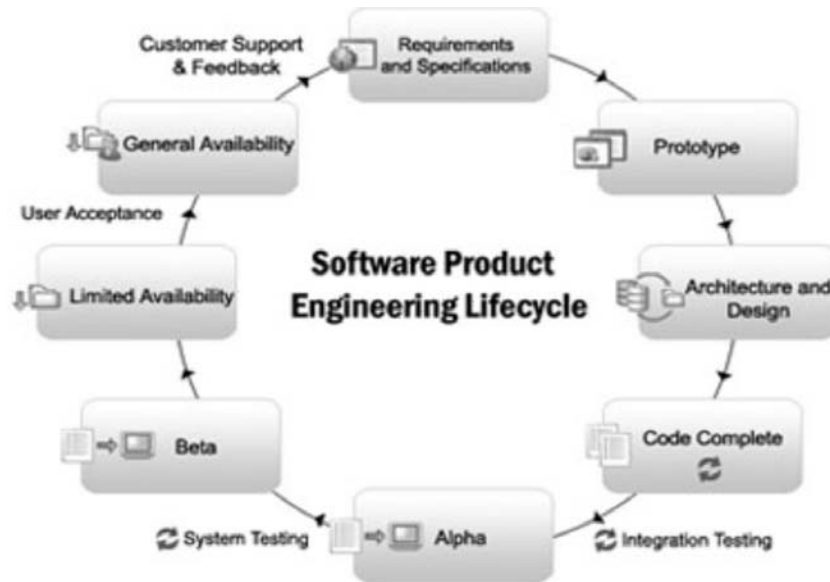 Customer Support
& Feedback
Requirements
and Specifications
General Availability
Prototype
User Acceptance
Software Product
Engineering Lifecycle
Limited Availability
Architecture and
Design
Beta
Code Complete
System Testing
Alpha
Integration Testing